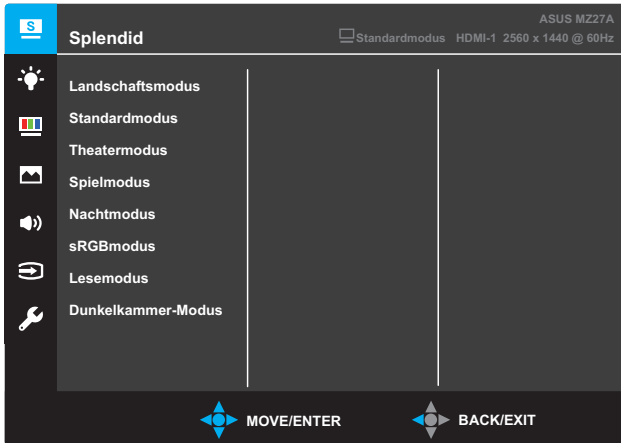 S
Splendid
ASUS MZ27A
Standardmodus HDMI-1 2560 x 1440 @ 60Hz
Landschaftsmodus
Standardmodus
Theatermodus
Spielmodus
Nachtmodus
sRGBmodus
Lesemodus
Dunkelkammer-Modus
MOVE/ENTER BACK/EXIT